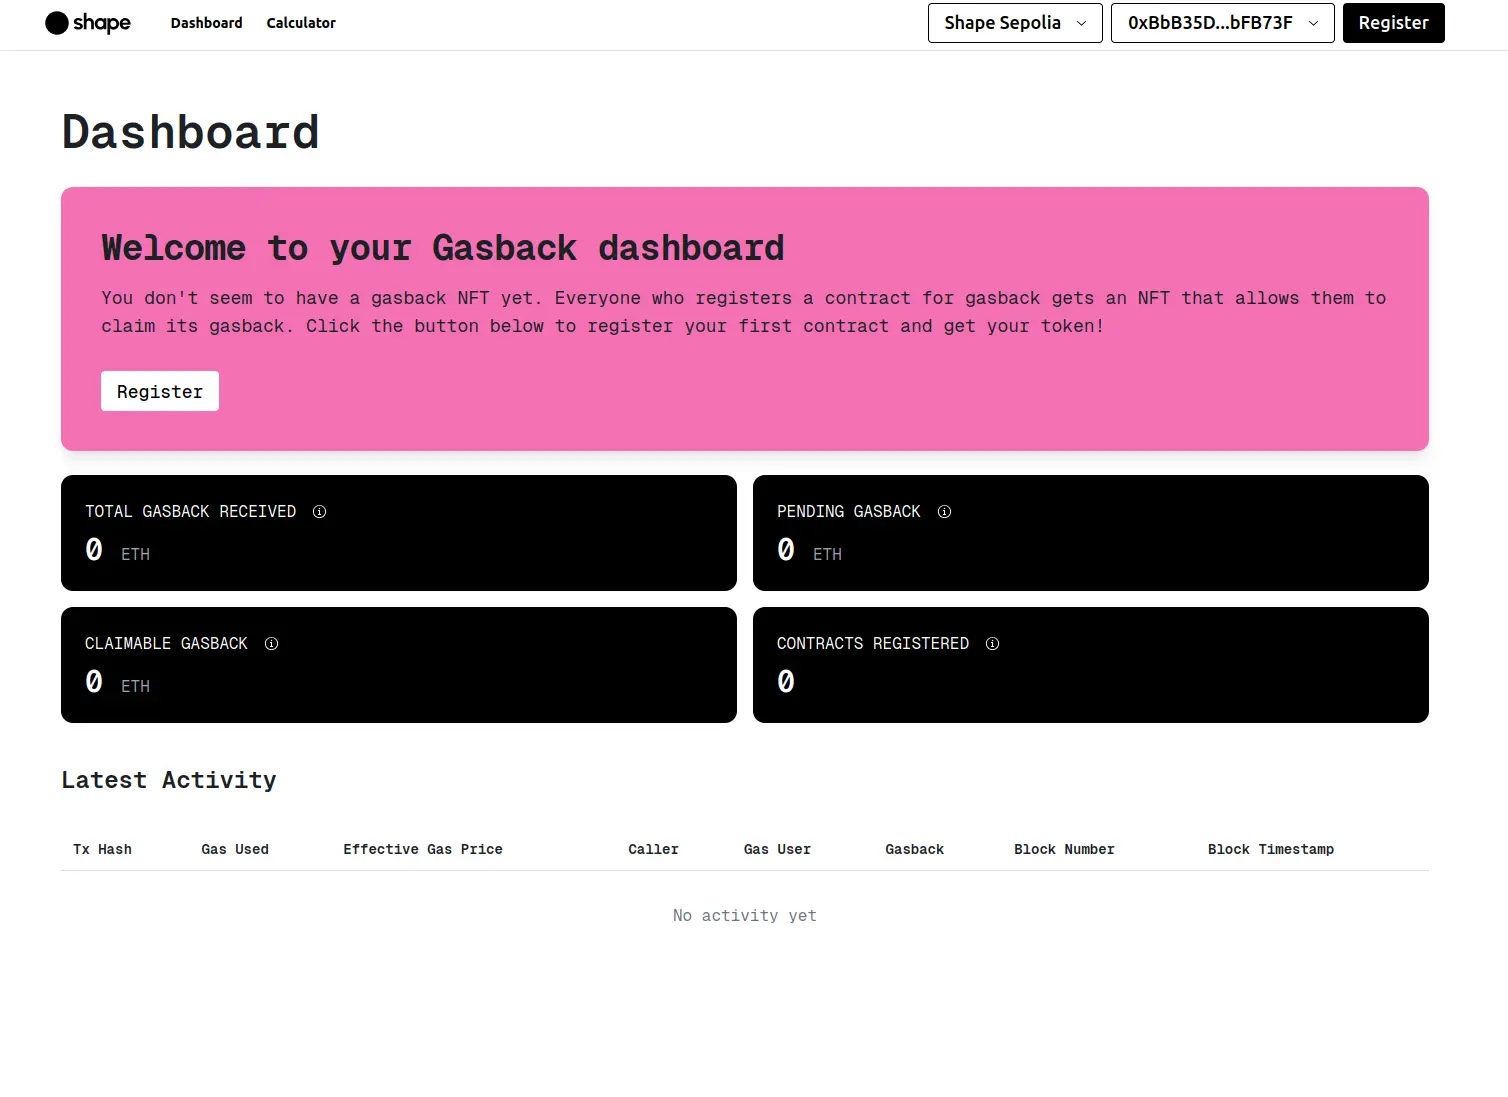 shape Dashboard Calculator Shape Sepolia 0xBbB35D...bFB73F Register
Dashboard
Welcome to your Gasback dashboard
You don't seem to have a gasback NFT yet. Everyone who registers a contract for gasback gets an NFT that allows them to
claim its gasback. Click the button below to register your first contract and get your token!
Register
TOTAL GASBACK RECEIVED
0 ETH
PENDING GASBACK
0 ETH
CLAIMABLE GASBACK
0 ETH
CONTRACTS REGISTERED
0
Latest Activity
Tx Hash Gas Used Effective Gas Price Caller Gas User Gasback Block Number Block Timestamp
No activity yet